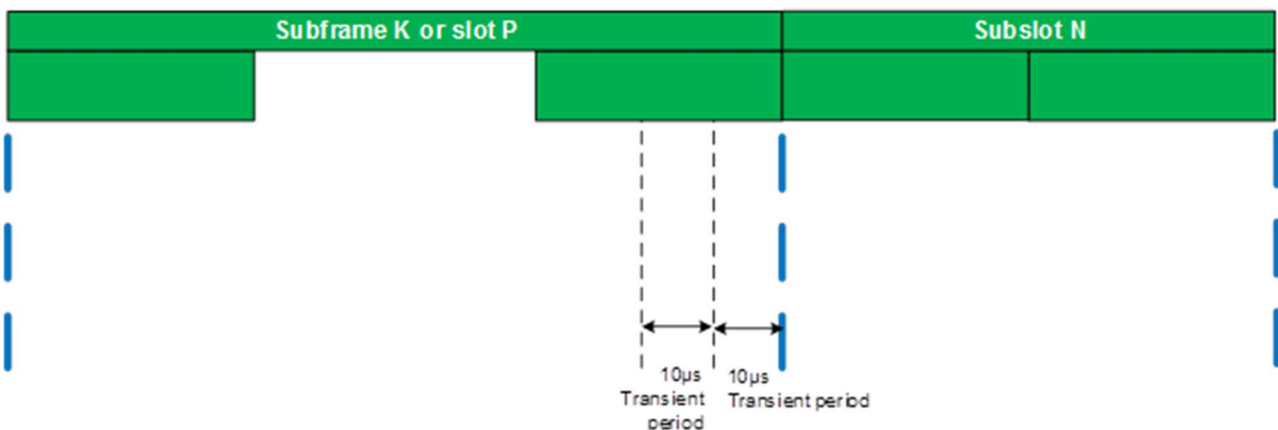 Subframe K or slot P
Subslot N
10µs
Transient
period
10µs
Transient period